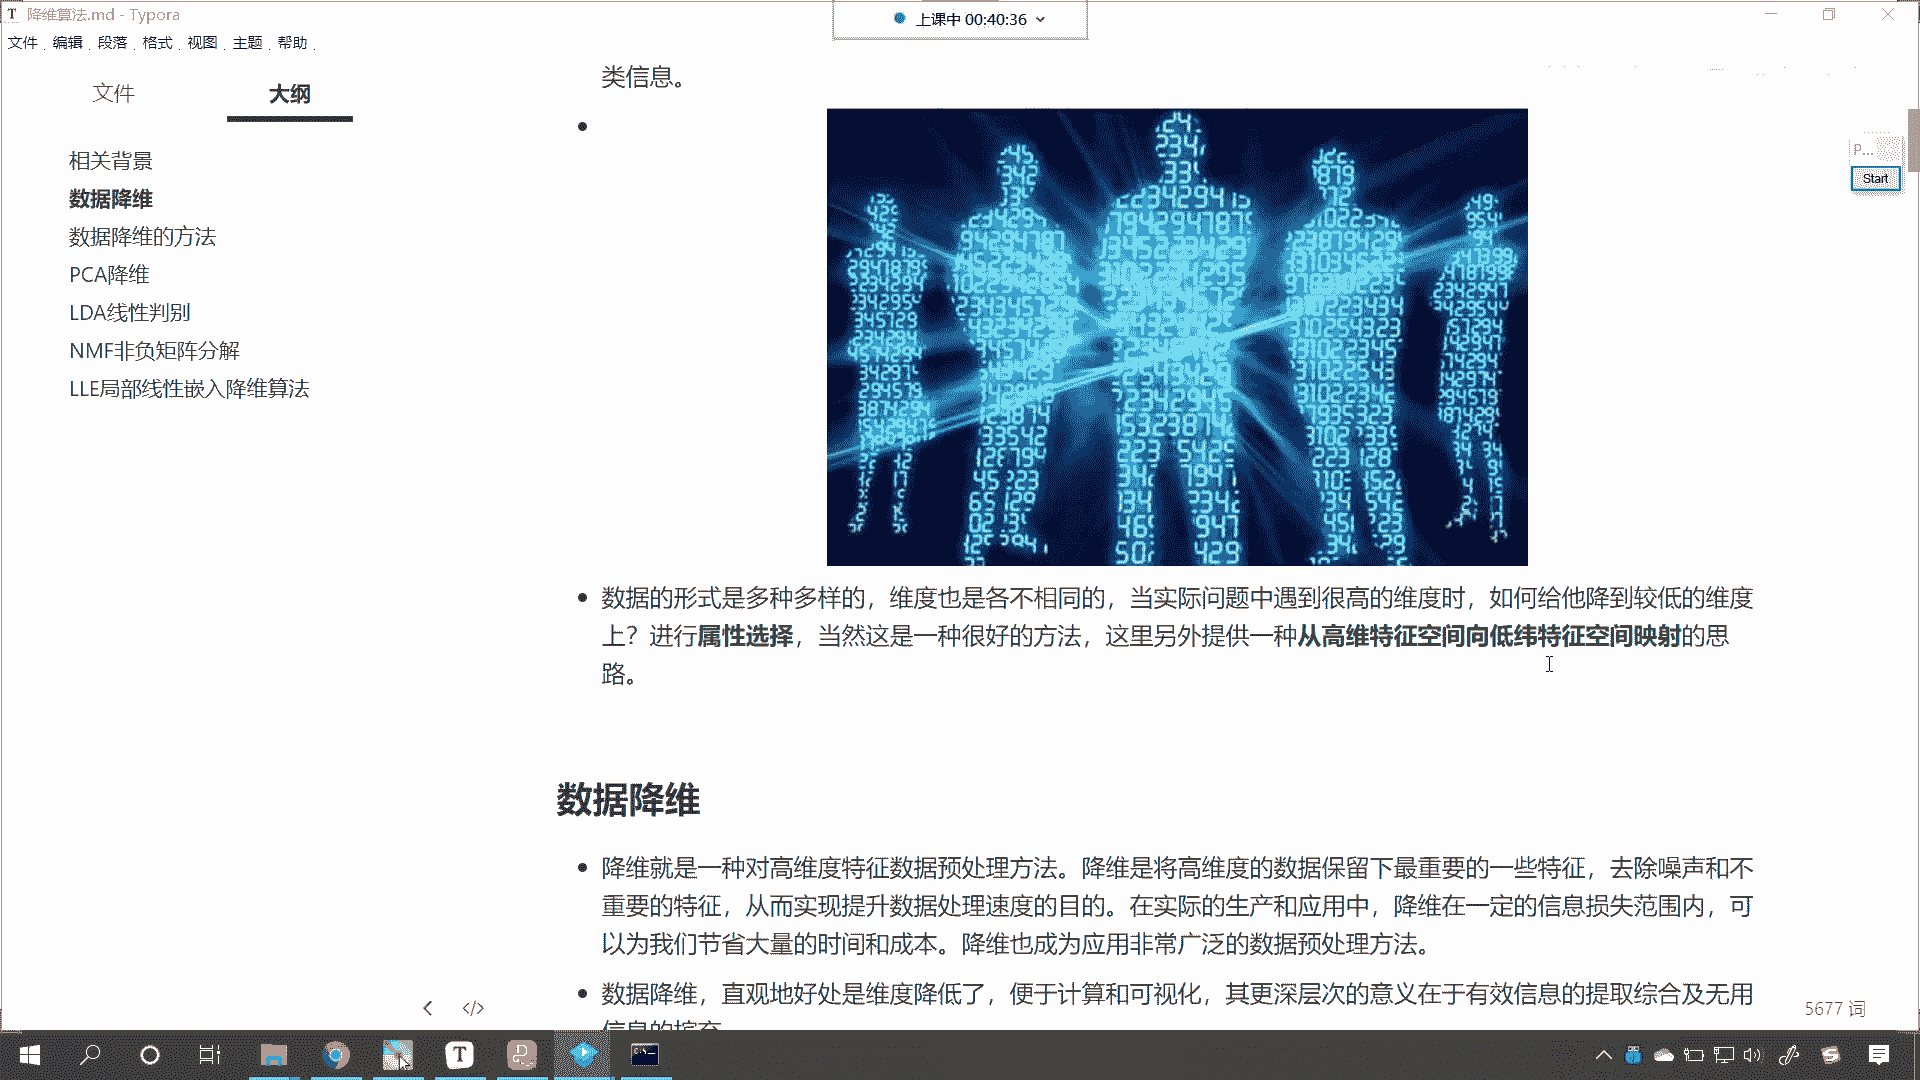 降维算法.md - Typora
上课中 00:40:36
文件 编辑 段落 格式 视图 主题 帮助
文件
大纲
相关背景
数据降维
数据降维的方法
PCA降维
LDA线性判别
NMF非负矩阵分解
LLE局部线性嵌入降维算法
类信息。
P...
Start
数据的形式是多种多样的，维度也是各不相同的，当实际问题中遇到很高的维度时，如何给他降到较低的维度
上？进行属性选择，当然这是一种很好的方法，这里另外提供一种从高维特征空间向低纬特征空间映射的思
路。
数据降维
降维就是一种对高维度特征数据预处理方法。降维是将高维度的数据保留下最重要的一些特征，去除噪声和不
重要的特征，从而实现提升数据处理速度的目的。在实际的生产和应用中，降维在一定的信息损失范围内，可
以为我们节省大量的时间和成本。降维也成为应用非常广泛的数据预处理方法。
数据降维，直观地好处是维度降低了，便于计算和可视化，其更深层次的意义在于有效信息的提取综合及无用
5677 词